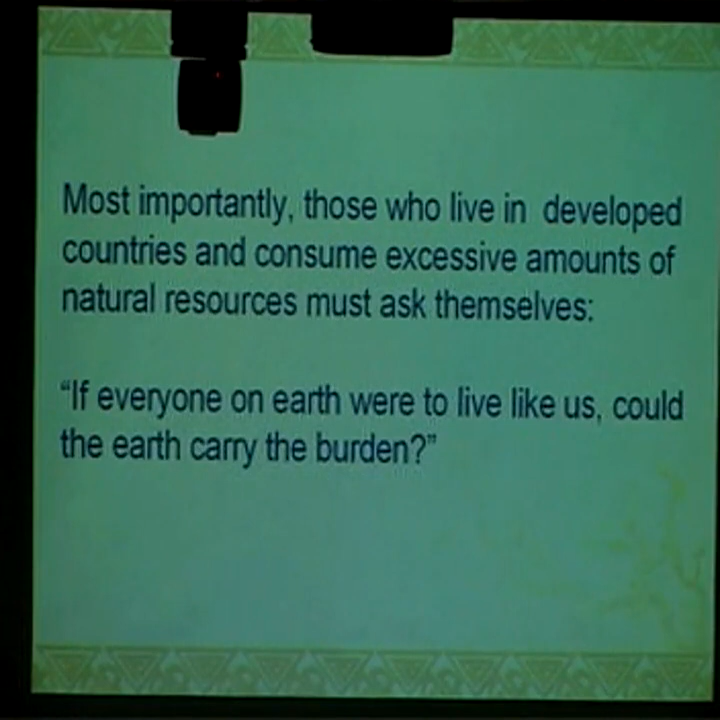 Most importantly, those who live in developed
countries and consume excessive amounts of
natural resources must ask themselves:
“If everyone on earth were to live like us, could
the earth carry the burden?”